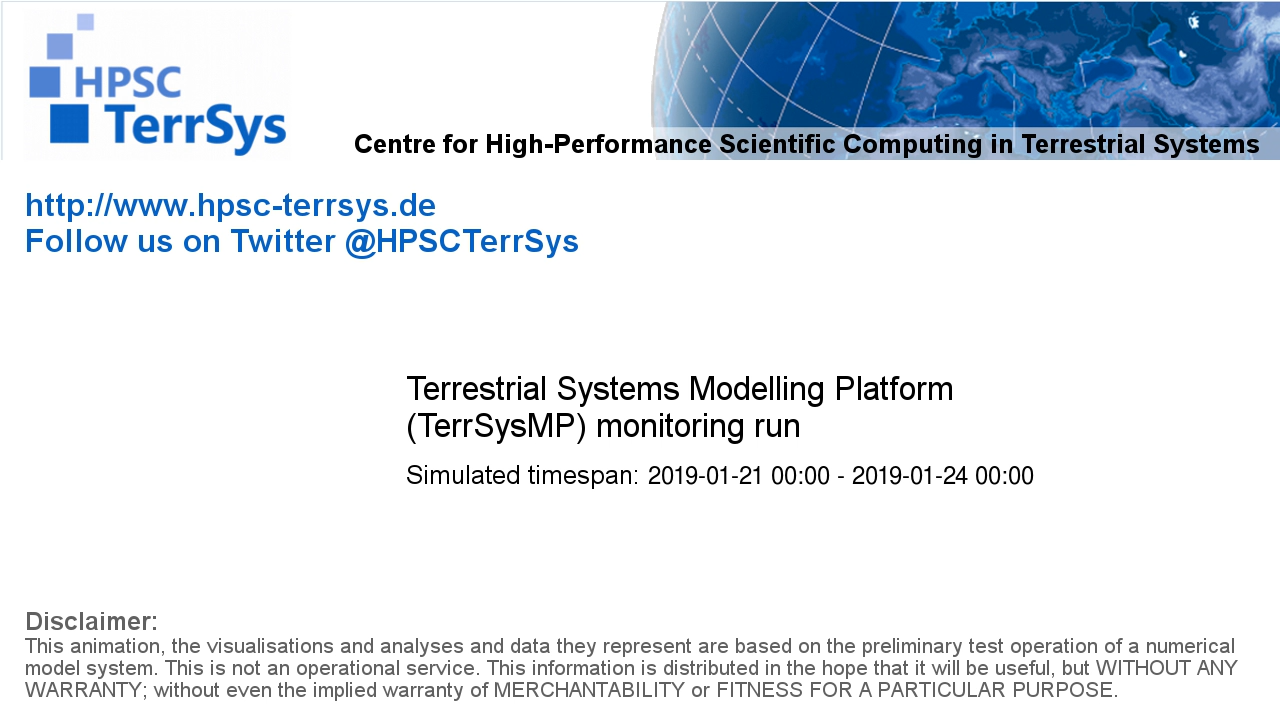 HPSC
TerrSys
Centre for High-Performance Scientific Computing in Terrestrial Systems
http://www.hpsc-terrsys.de
Follow us on Twitter @HPSCTerrSys
Terrestrial Systems Modelling Platform
(TerrSysMP) monitoring run
Simulated timespan: 2019-01-21 00:00 - 2019-01-24 00:00
Disclaimer:
This animation, the visualisations and analyses and data they represent are based on the preliminary test operation of a numerical
model system. This is not an operational service. This information is distributed in the hope that it will be useful, but WITHOUT ANY
WARRANTY; without even the implied warranty of MERCHANTABILITY or FITNESS FOR A PARTICULAR PURPOSE.